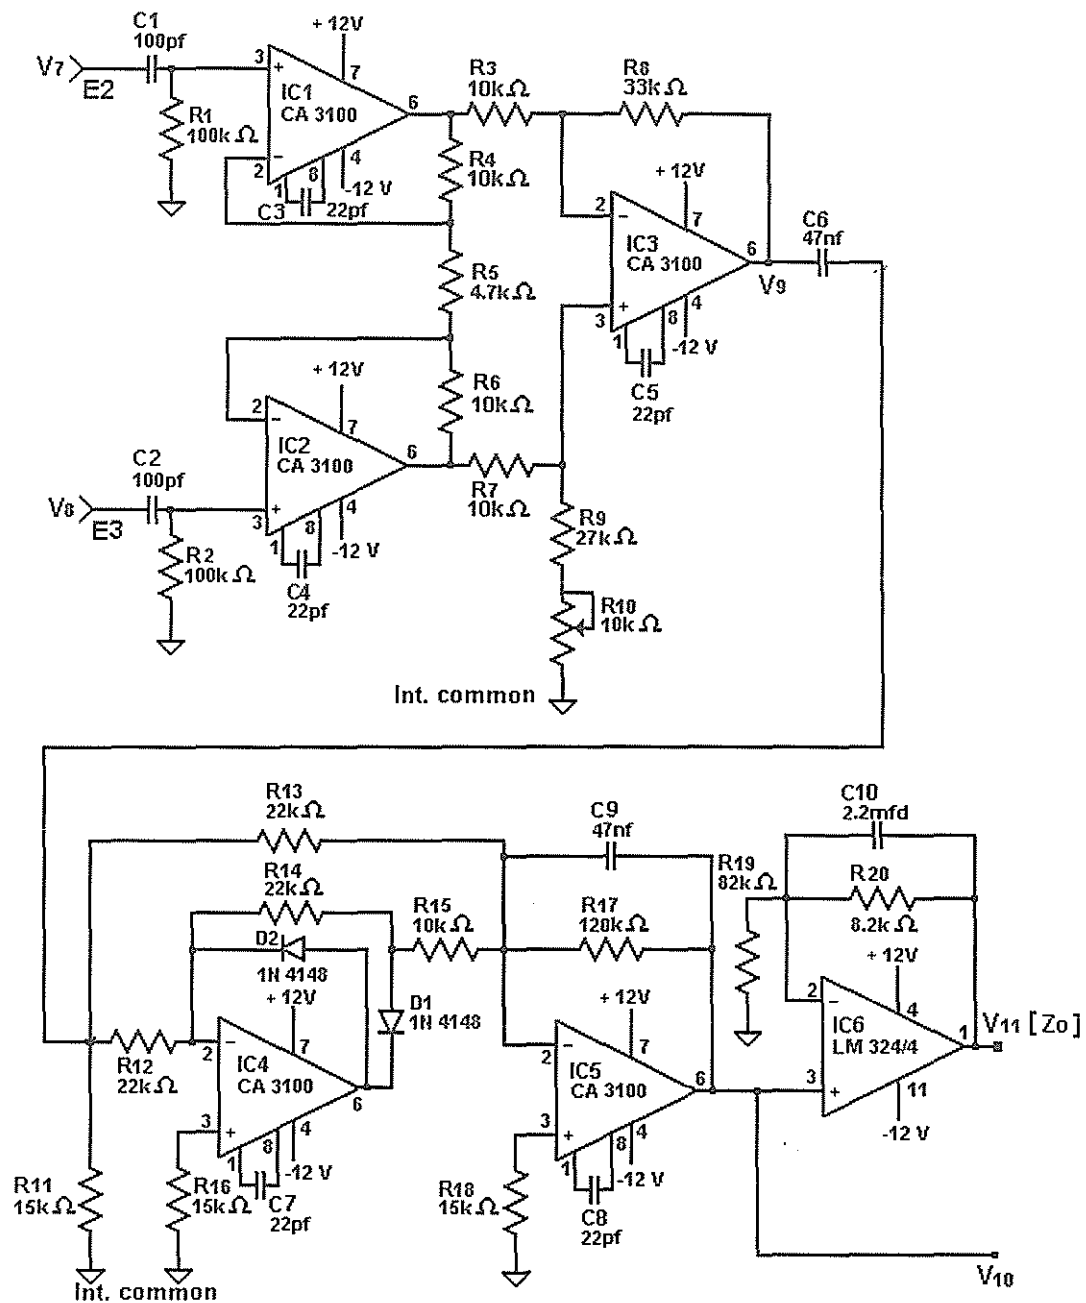 C1
100pf
+ 12V
V7
E2
3
+
7
IC1
CA 3100
6
R1
100kΩ
−
2
1
8
4
-12 V
C3
22pf
R3
10kΩ
R8
33kΩ
R4
10kΩ
+ 12V
2
−
7
IC3
CA 3100
6
V9
C6
47nf
R5
4.7kΩ
+
3
1
8
4
-12 V
C5
22pf
+ 12V
2
−
7
R6
10kΩ
IC2
CA 3100
6
C2
100pf
R7
10kΩ
V8
E3
+
3
1
8
4
-12 V
R2
100kΩ
C4
22pf
R9
27kΩ
R10
10kΩ
Int. common
R13
22kΩ
C9
47nf
C10
2.2mfd
R14
22kΩ
R19
82kΩ
R20
8.2kΩ
R15
10kΩ
R17
120kΩ
D2
1N 4148
+ 12V
D1
1N 4148
+ 12V
+ 12V
2
−
7
IC4
CA 3100
6
R12
22kΩ
2
−
7
IC5
CA 3100
6
2
−
4
IC6
LM 324/4
1
V11 [Zo]
3
+
11
-12 V
3
+
1
8
4
-12 V
3
+
1
8
4
-12 V
R11
15kΩ
R16
15kΩ
C7
22pf
R18
15kΩ
C8
22pf
V10
Int. common